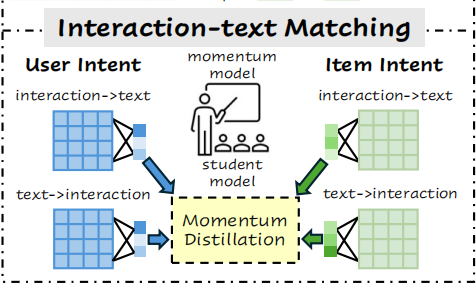 Interaction-text Matching
User Intent
momentum
model
Item Intent
interaction->text
interaction->text
student
model
text->interaction
text->interaction
Momentum
Distillation